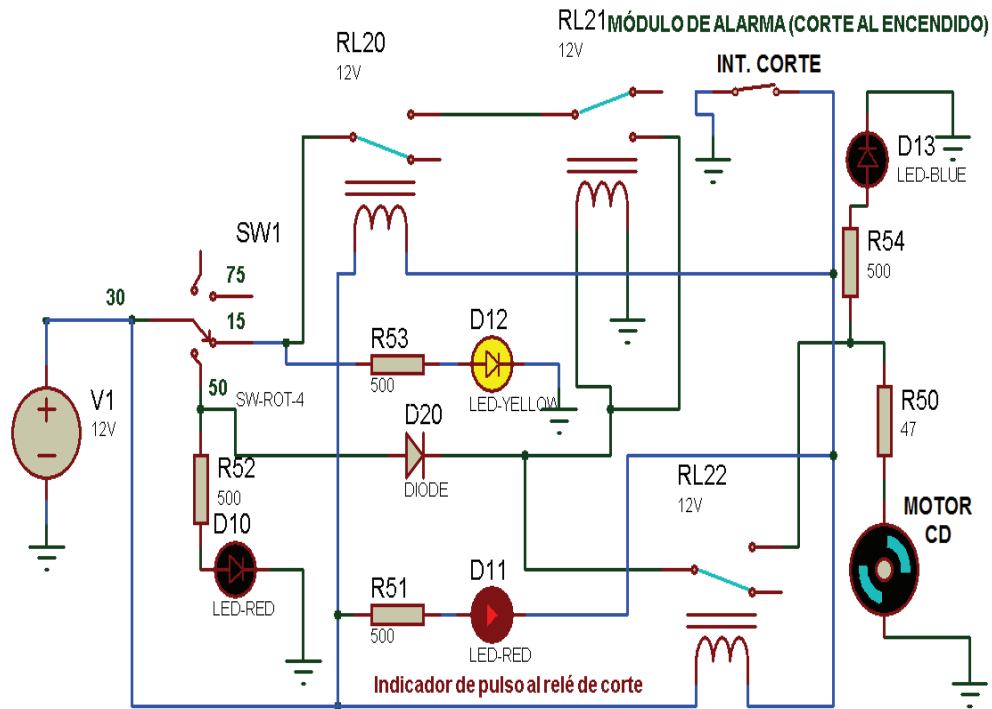 RL21 MÓDULO DE ALARMA (CORTE AL ENCENDIDO)
12V
RL20
12V
INT. CORTE
D13
LED-BLUE
R54
500
SW1
75
30
15
50
SW-ROT-4
V1
12V
R53
500
D12
LED-YELLOW
D20
DIODE
R50
47
R52
500
D10
LED-RED
RL22
12V
MOTOR
CD
R51
500
D11
LED-RED
Indicador de pulso al relé de corte